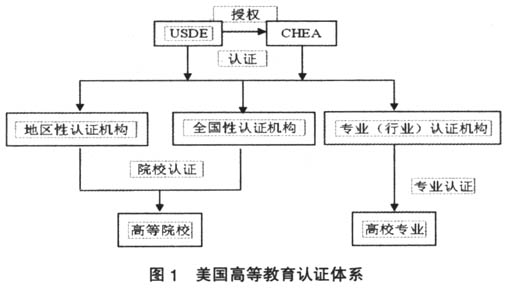 授权
USDE
CHEA
认证
地区性认证机构
全国性认证机构
专业（行业）认证机构
院校认证
专业认证
高等院校
高校专业
图 1 美国高等教育认证体系